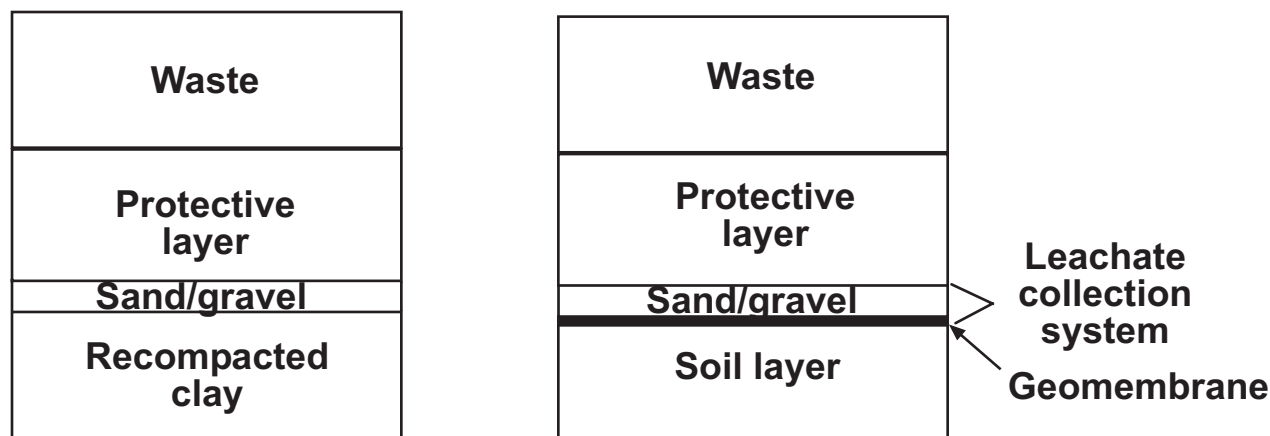 Waste
Protective
layer
Sand/gravel
Recompacted
clay
Waste
Protective
layer
Sand/gravel
Soil layer
Leachate
collection
system
Geomembrane